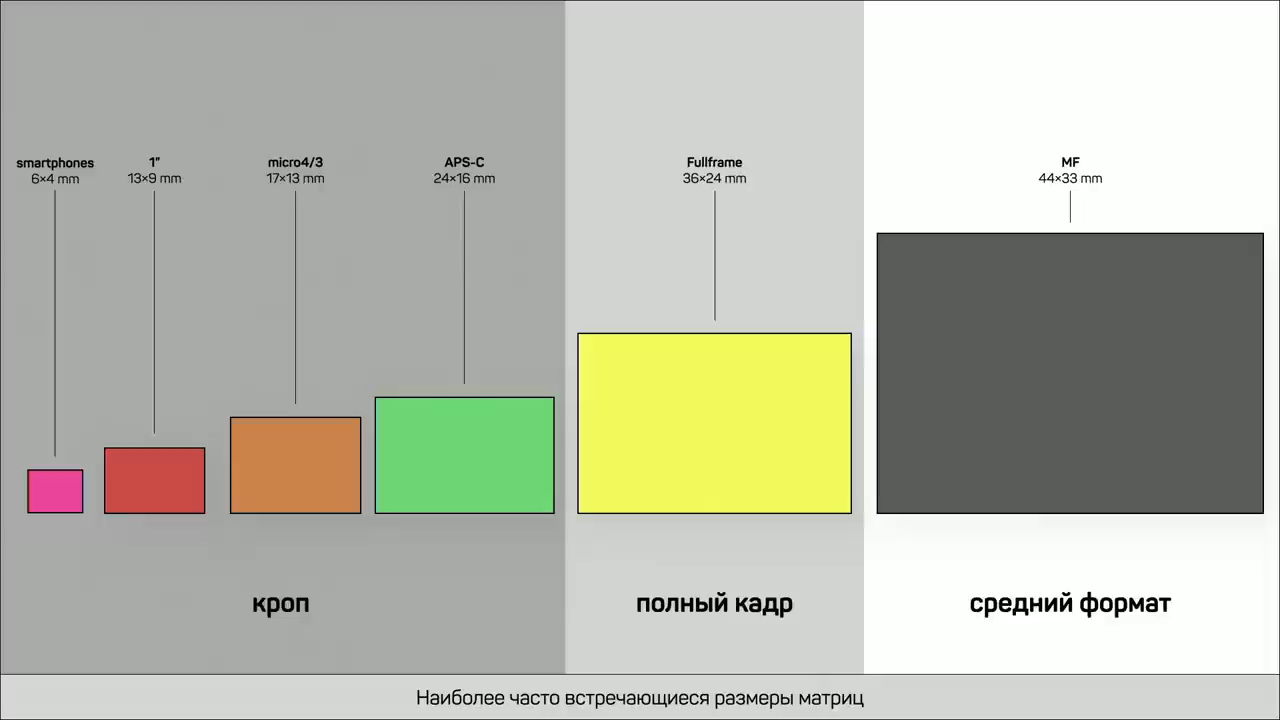 smartphones
6×4 mm
1”
13×9 mm
micro4/3
17×13 mm
APS-C
24×16 mm
Fullframe
36×24 mm
MF
44×33 mm
кроп
полный кадр
средний формат
Наиболее часто встречающиеся размеры матриц